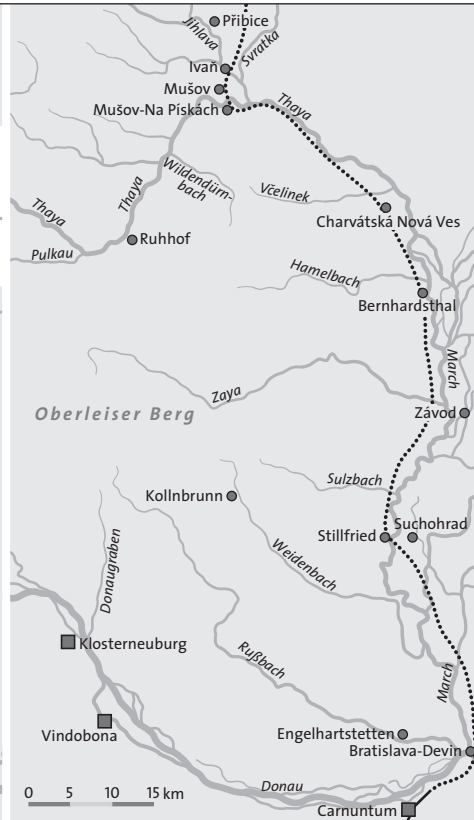 Přibice
Jihlava
Svratka
Ivaň
Mušov
Mušov-Na Pískách
Thaya
Wildendürn-
bach
Včelinek
Thaya
Thaya
Charvátská Nová Ves
Ruhhof
Pulkau
Hamelbach
Bernhardsthal
March
Zaya
Oberleiser Berg
Závod
Sulzbach
Kollnbrunn
Stillfried
Suchohrad
Donaugraben
Weidenbach
Klosterneuburg
Rußbach
March
Vindobona
Engelhartstetten
Bratislava-Devin
Donau
0 5 10 15 km
Carnuntum